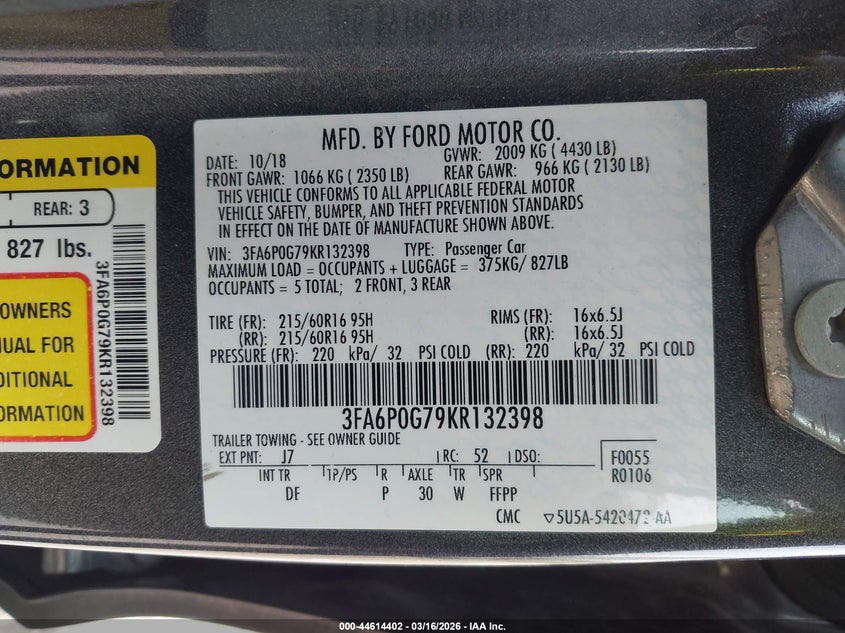 ORMATION
REAR: 3
827 lbs.
OWNERS
NUAL FOR
DITIONAL
ORMATION
3FA6P0G79KR132398
MFD. BY FORD MOTOR CO.
DATE: 10/18 GVWR: 2009 KG ( 4430 LB)
FRONT GAWR: 1066 KG ( 2350 LB) REAR GAWR: 966 KG ( 2130 LB)
THIS VEHICLE CONFORMS TO ALL APPLICABLE FEDERAL MOTOR
VEHICLE SAFETY, BUMPER, AND THEFT PREVENTION STANDARDS
IN EFFECT ON THE DATE OF MANUFACTURE SHOWN ABOVE.
VIN: 3FA6P0G79KR132398 TYPE: Passenger Car
MAXIMUM LOAD = OCCUPANTS + LUGGAGE = 375KG/ 827LB
OCCUPANTS = 5 TOTAL; 2 FRONT, 3 REAR
TIRE (FR): 215/60R16 95H RIMS (FR): 16x6.5J
(RR): 215/60R16 95H (RR): 16x6.5J
PRESSURE (FR): 220 kPa/ 32 PSI COLD (RR): 220 kPa/ 32 PSI COLD
3FA6P0G79KR132398
TRAILER TOWING - SEE OWNER GUIDE
EXT PNT: J7 RC: 52 DSO: F0055
INT TR TP/PS R AXLE TR SPR R0106
DF P 30 W FFPP
CMC ▽5U5A-5420472-AA
000-44614402 - 03/16/2026 - IAA Inc.